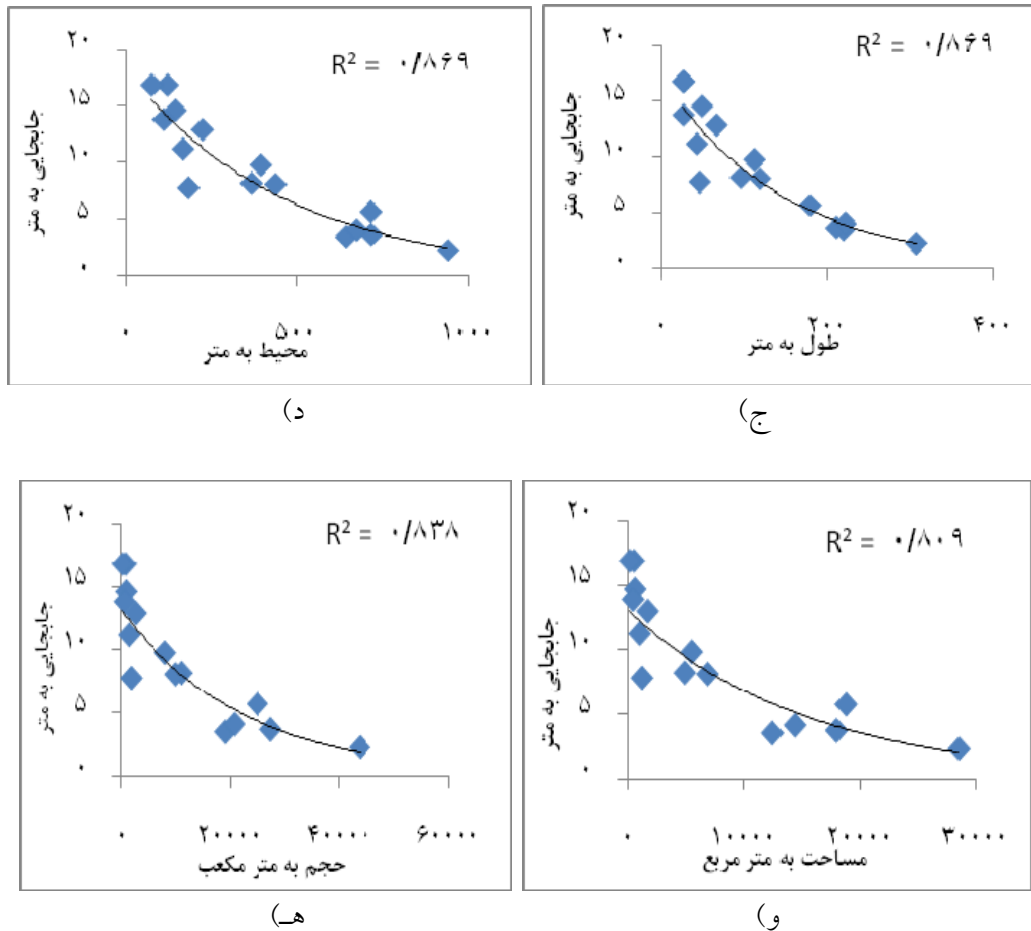 R² = ۰/۸۶۹
۲۰
۱۵
۱۰
۵
۰
جابجایی به متر
۰ ۲۰۰ ۴۰۰
طول به متر
ج)
R² = ۰/۸۶۹
۲۰
۱۵
۱۰
۵
۰
جابجایی به متر
۰ ۵۰۰ ۱۰۰۰
محیط به متر
د)
R² = ۰/۸۰۹
۲۰
۱۵
۱۰
۵
۰
جابجایی به متر
۰ ۱۰۰۰۰ ۲۰۰۰۰ ۳۰۰۰۰
مساحت به متر مربع
و)
R² = ۰/۸۳۸
۲۰
۱۵
۱۰
۵
۰
جابجایی به متر
۰ ۲۰۰۰۰ ۴۰۰۰۰ ۶۰۰۰۰
حجم به متر مکعب
هـ)